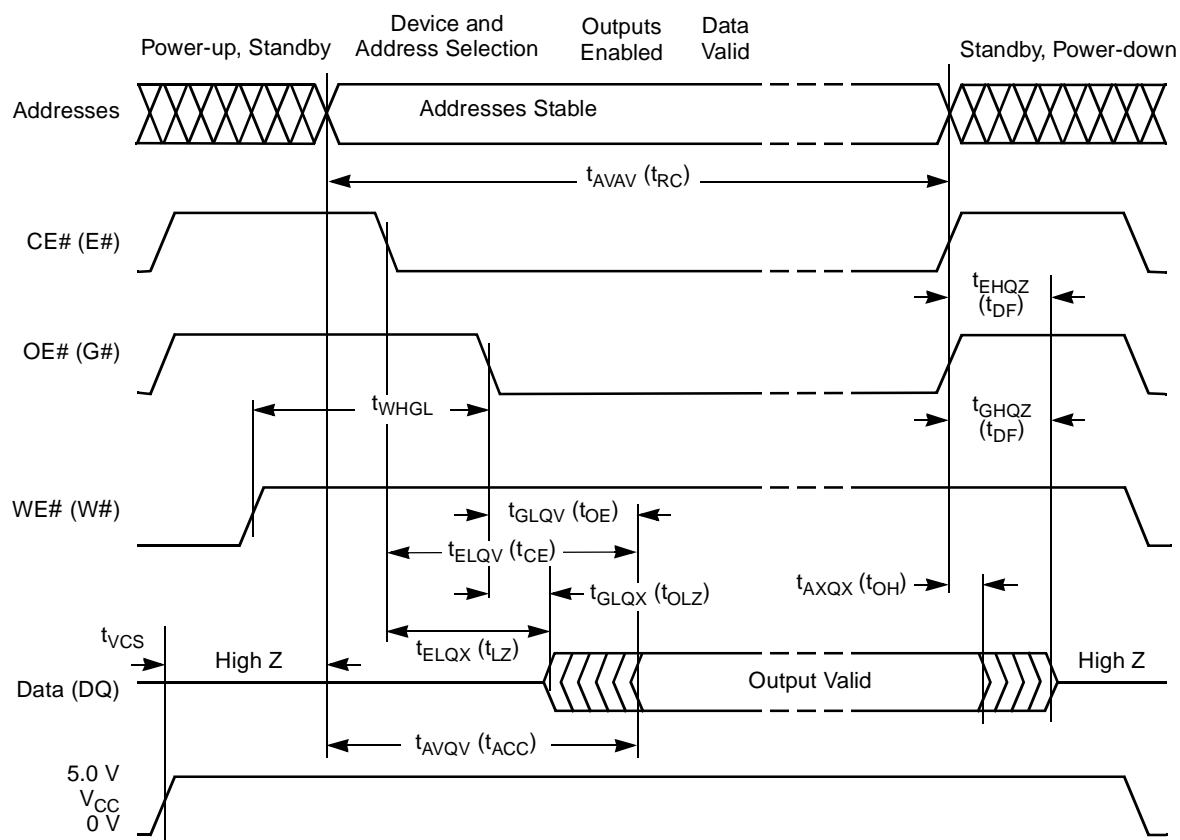 Power-up, Standby
Device and
Address Selection
Outputs
Enabled
Data
Valid
Standby, Power-down
Addresses
Addresses Stable
tAVAV (tRC)
CE# (E#)
tEHQZ
(tDF)
OE# (G#)
tWHGL
tGHQZ
(tDF)
WE# (W#)
tGLQV (tOE)
tELQV (tCE)
tGLQX (tOLZ)
tAXQX (tOH)
tVCS
tELQX (tLZ)
High Z
High Z
Data (DQ)
Output Valid
tAVQV (tACC)
5.0 V
VCC
0 V